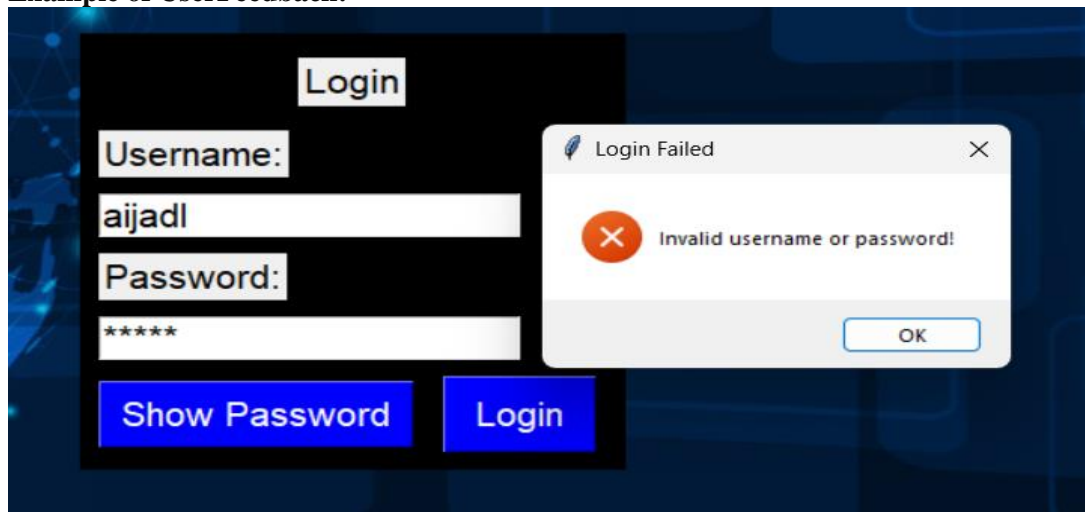 Login
Username:
aijadl
Password:
*****
Show Password
Login
Login Failed
Invalid username or password!
OK